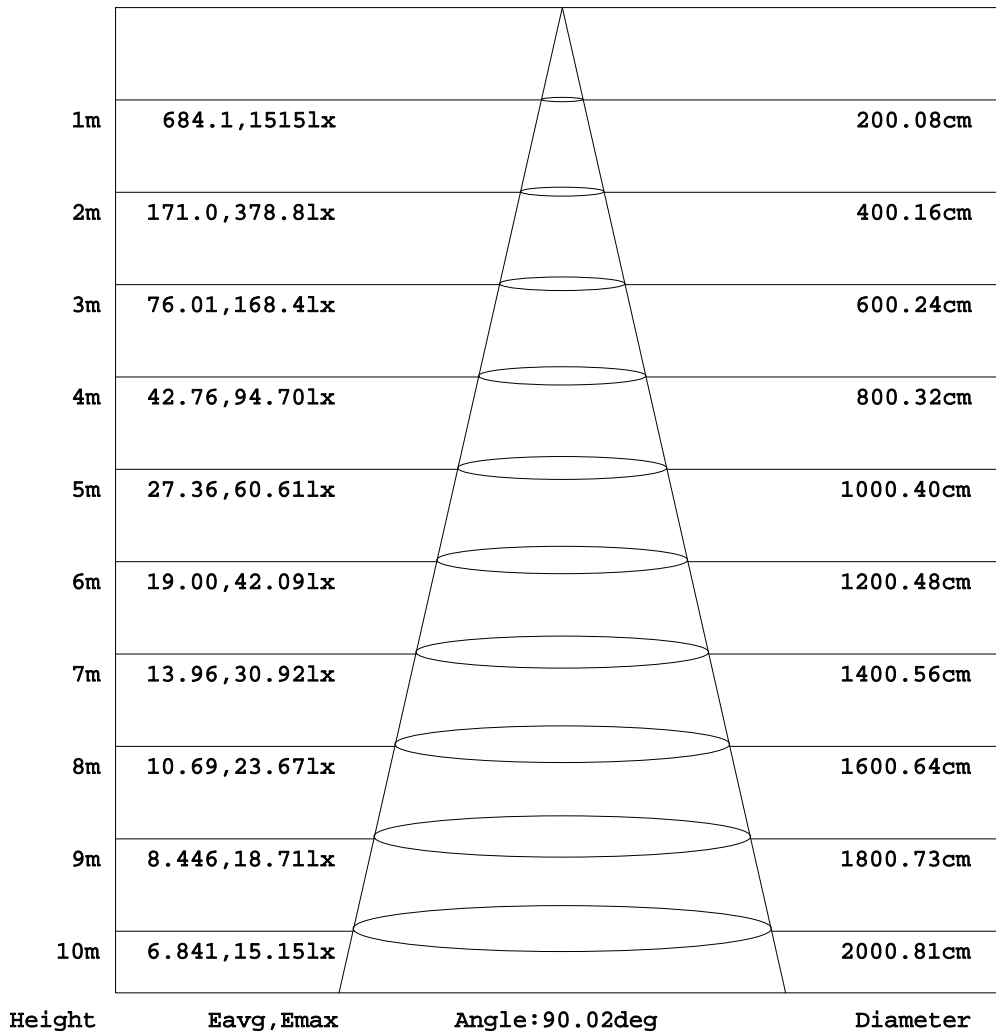 1m 684.1,1515lx 200.08cm
2m 171.0,378.8lx 400.16cm
3m 76.01,168.4lx 600.24cm
4m 42.76,94.70lx 800.32cm
5m 27.36,60.61lx 1000.40cm
6m 19.00,42.09lx 1200.48cm
7m 13.96,30.92lx 1400.56cm
8m 10.69,23.67lx 1600.64cm
9m 8.446,18.71lx 1800.73cm
10m 6.841,15.15lx 2000.81cm
Height Eavg,Emax Angle:90.02deg Diameter